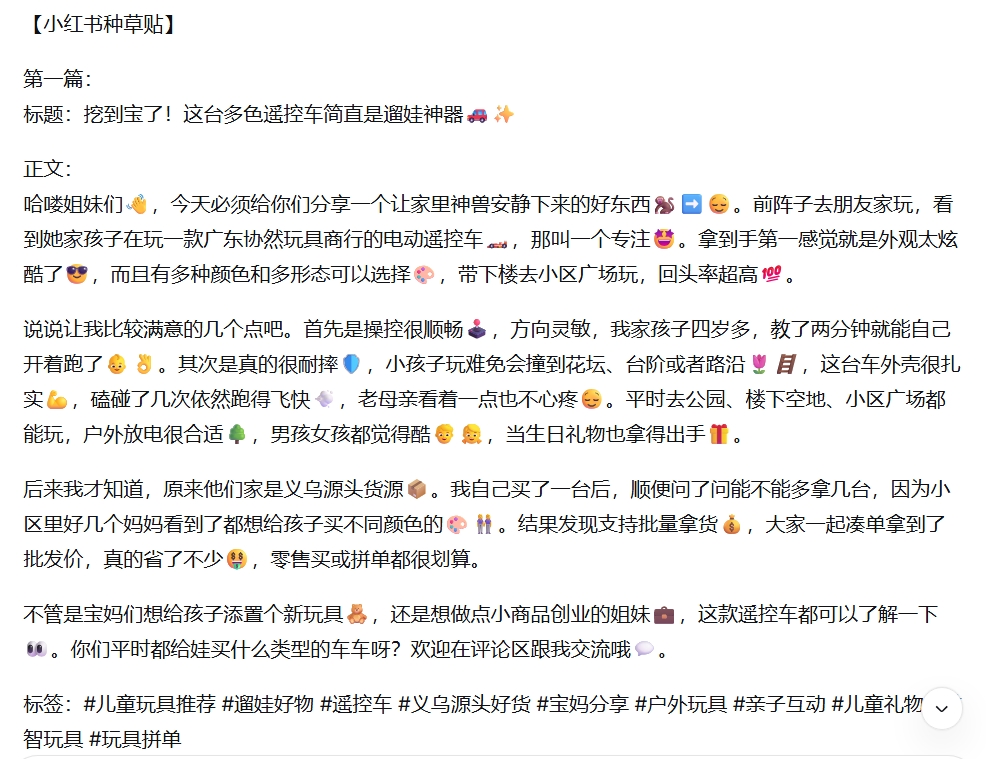 【小红书种草贴】
第一篇：
标题：挖到宝了！这台多色遥控车简直是遛娃神器🚗✨
正文：
哈喽姐妹们👋，今天必须给你们分享一个让家里神兽安静下来的好东西🐒➡️😌。前阵子去朋友家玩，看
到她家孩子在玩一款广东协然玩具商行的电动遥控车🏎️，那叫一个专注🤩。拿到手第一感觉就是外观太炫
酷了😎，而且有多种颜色和多形态可以选择🎨，带下楼去小区广场玩，回头率超高💯。
说说让我比较满意的几个点吧。首先是操控很顺畅🕹️，方向灵敏，我家孩子四岁多，教了两分钟就能自己
开着跑了👶👌。其次是真的很耐摔🛡️，小孩子玩难免会撞到花坛、台阶或者路沿🌷🪜，这台车外壳很扎
实💪，磕碰了几次依然跑得飞快💨，老母亲看着一点也不心疼😌。平时去公园、楼下空地、小区广场都
能玩，户外放电很合适🌲，男孩女孩都觉得酷👦👧，当生日礼物也拿得出手🎁。
后来我才知道，原来他们家是义乌源头货源📦。我自己买了一台后，顺便问了问能不能多拿几台，因为小
区里好几个妈妈看到了都想给孩子买不同颜色的🎨👭。结果发现支持批量拿货💰，大家一起凑单拿到了
批发价，真的省了不少🤑，零售买或拼单都很划算。
不管是宝妈们想给孩子添置个新玩具🧸，还是想做点小商品创业的姐妹💼，这款遥控车都可以了解一下
👀。你们平时都给娃买什么类型的车车呀？欢迎在评论区跟我交流哦💬。
标签：#儿童玩具推荐 #遛娃好物 #遥控车 #义乌源头好货 #宝妈分享 #户外玩具 #亲子互动 #儿童礼物
智玩具 #玩具拼单